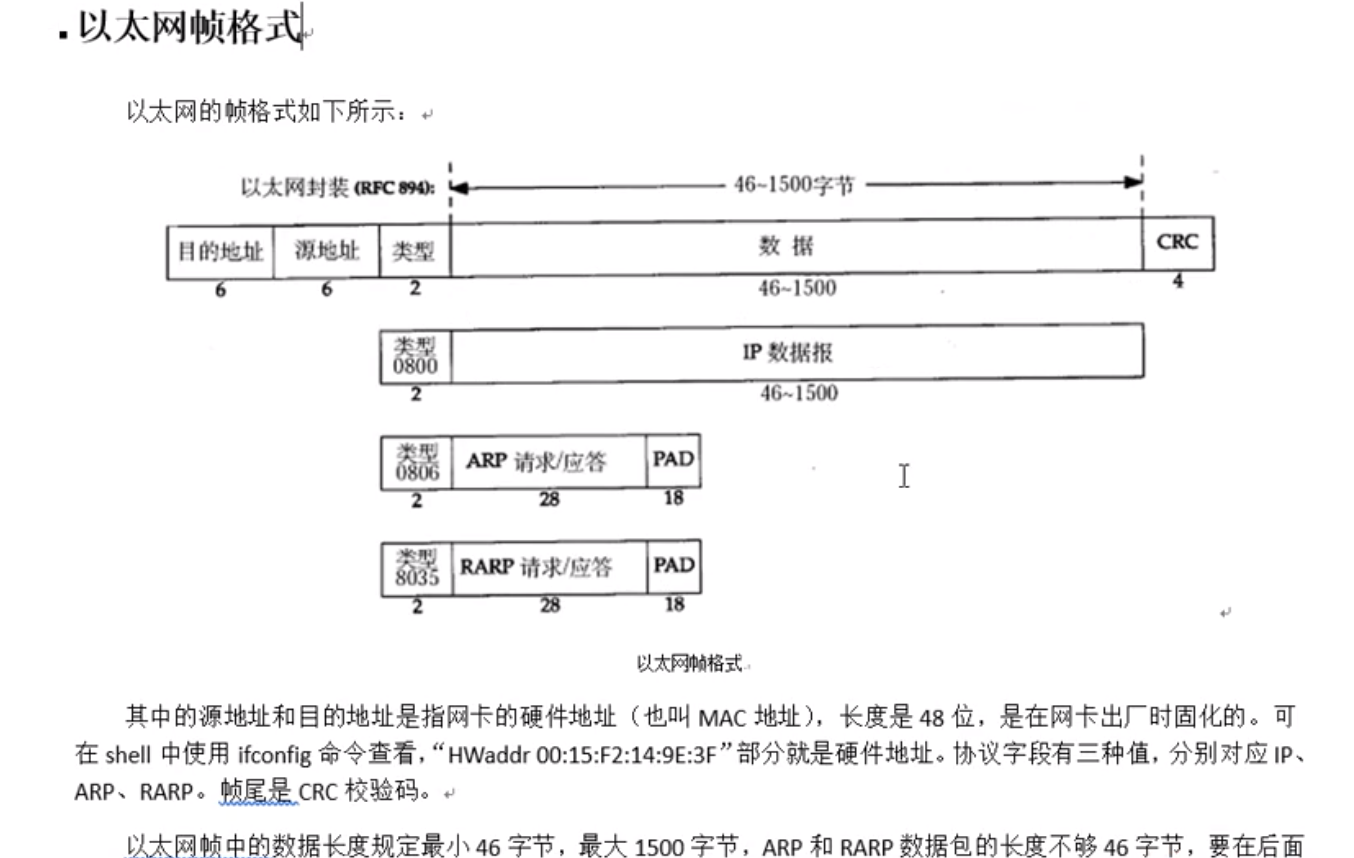 . 以太网帧格式
以太网的帧格式如下所示：
以太网封装 (RFC 894): 46~1500字节
目的地址 源地址 类型 数 据 CRC
6 6 2 46~1500 4
类型 0800 IP 数据报
2 46~1500
类型 0806 ARP 请求/应答 PAD
2 28 18
类型 8035 RARP 请求/应答 PAD
2 28 18
以太网帧格式
其中的源地址和目的地址是指网卡的硬件地址（也叫 MAC 地址），长度是 48 位，是在网卡出厂时固化的。可
在 shell 中使用 ifconfig 命令查看，“HWaddr 00:15:F2:14:9E:3F”部分就是硬件地址。协议字段有三种值，分别对应 IP、
ARP、RARP。帧尾是 CRC 校验码。
以太网帧中的数据长度规定最小 46 字节，最大 1500 字节，ARP 和 RARP 数据包的长度不够 46 字节，要在后面